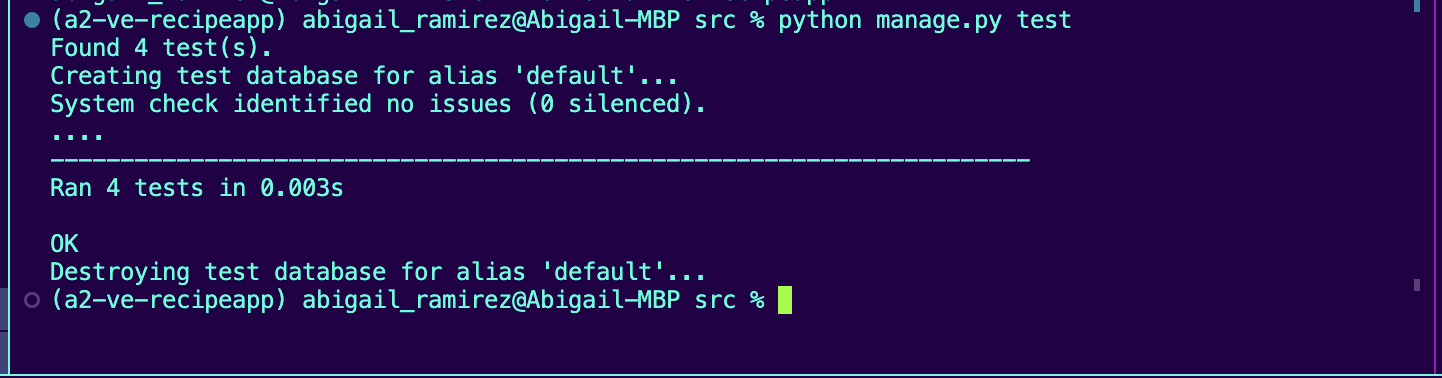 (a2-ve-recipeapp) abigail_ramirez@Abigail-MBP src % python manage.py test
Found 4 test(s).
Creating test database for alias 'default'...
System check identified no issues (0 silenced).
....
----------------------------------------------------------------------
Ran 4 tests in 0.003s
OK
Destroying test database for alias 'default'...
(a2-ve-recipeapp) abigail_ramirez@Abigail-MBP src %